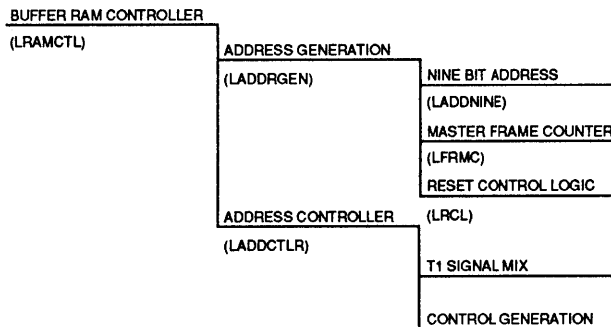 BUFFER RAM CONTROLLER
(LRAMCTL)
ADDRESS GENERATION
(LADDRGEN)
NINE BIT ADDRESS
(LADDNINE)
MASTER FRAME COUNTER
(LFRMC)
RESET CONTROL LOGIC
(LRCL)
ADDRESS CONTROLLER
(LADDCTLR)
T1 SIGNAL MIX
CONTROL GENERATION